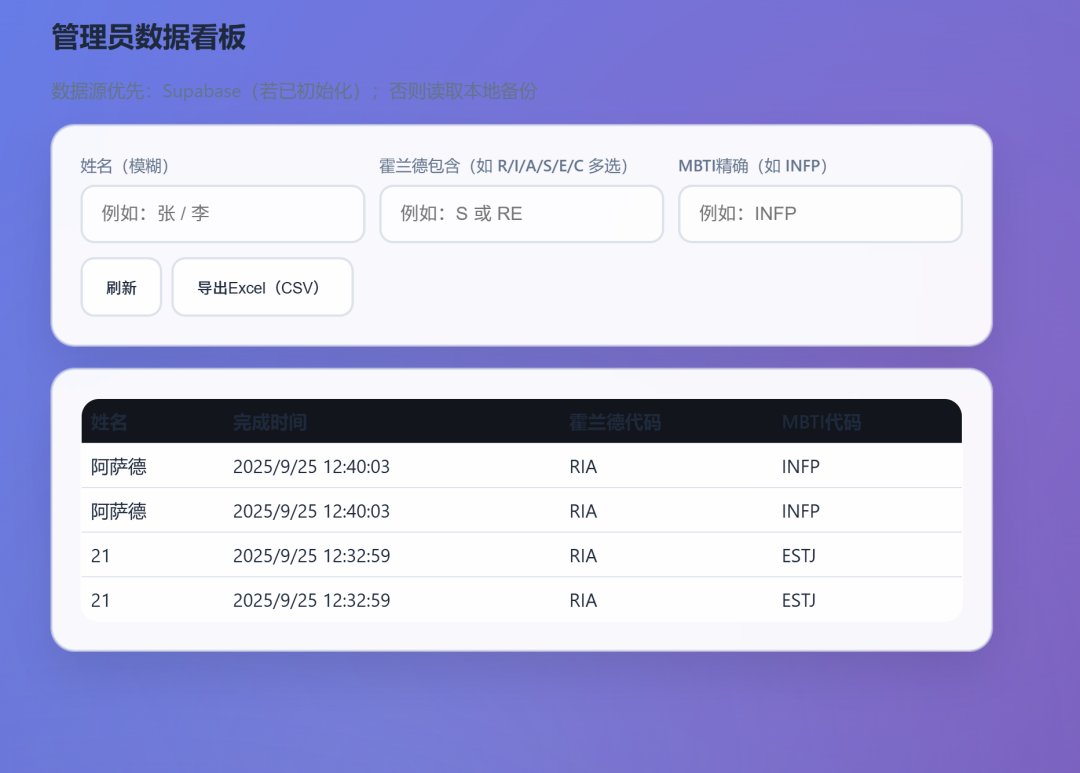 管理员数据看板
数据源优先：Supabase（若已初始化）；否则读取本地备份
姓名（模糊） 霍兰德包含（如 R/I/A/S/E/C 多选） MBTI精确（如 INFP）
例如：张 / 李 例如：S 或 RE 例如：INFP
刷新 导出Excel（CSV）
姓名 完成时间 霍兰德代码 MBTI代码
阿萨德 2025/9/25 12:40:03 RIA INFP
阿萨德 2025/9/25 12:40:03 RIA INFP
21 2025/9/25 12:32:59 RIA ESTJ
21 2025/9/25 12:32:59 RIA ESTJ